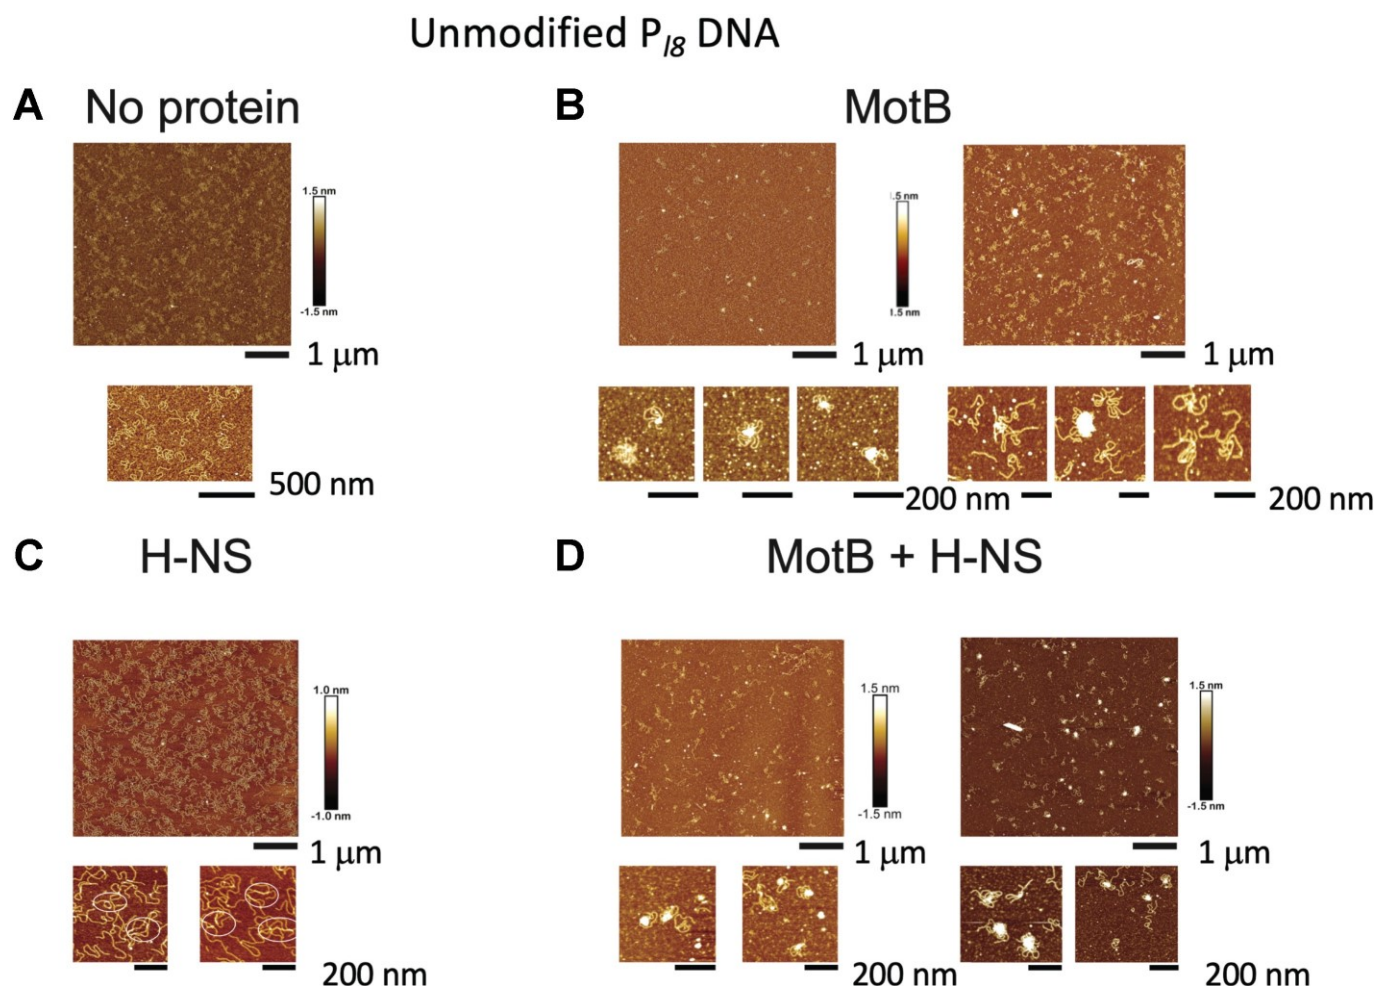 Unmodified Pl8 DNA
A No protein
B MotB
1.5 nm
-1.5 nm
.5 nm
1.5 nm
1 μm
1 μm
1 μm
500 nm
200 nm
200 nm
C H-NS
D MotB + H-NS
1.0 nm
-1.0 nm
1.5 nm
-1.5 nm
1.5 nm
-1.5 nm
1 μm
1 μm
1 μm
200 nm
200 nm
200 nm